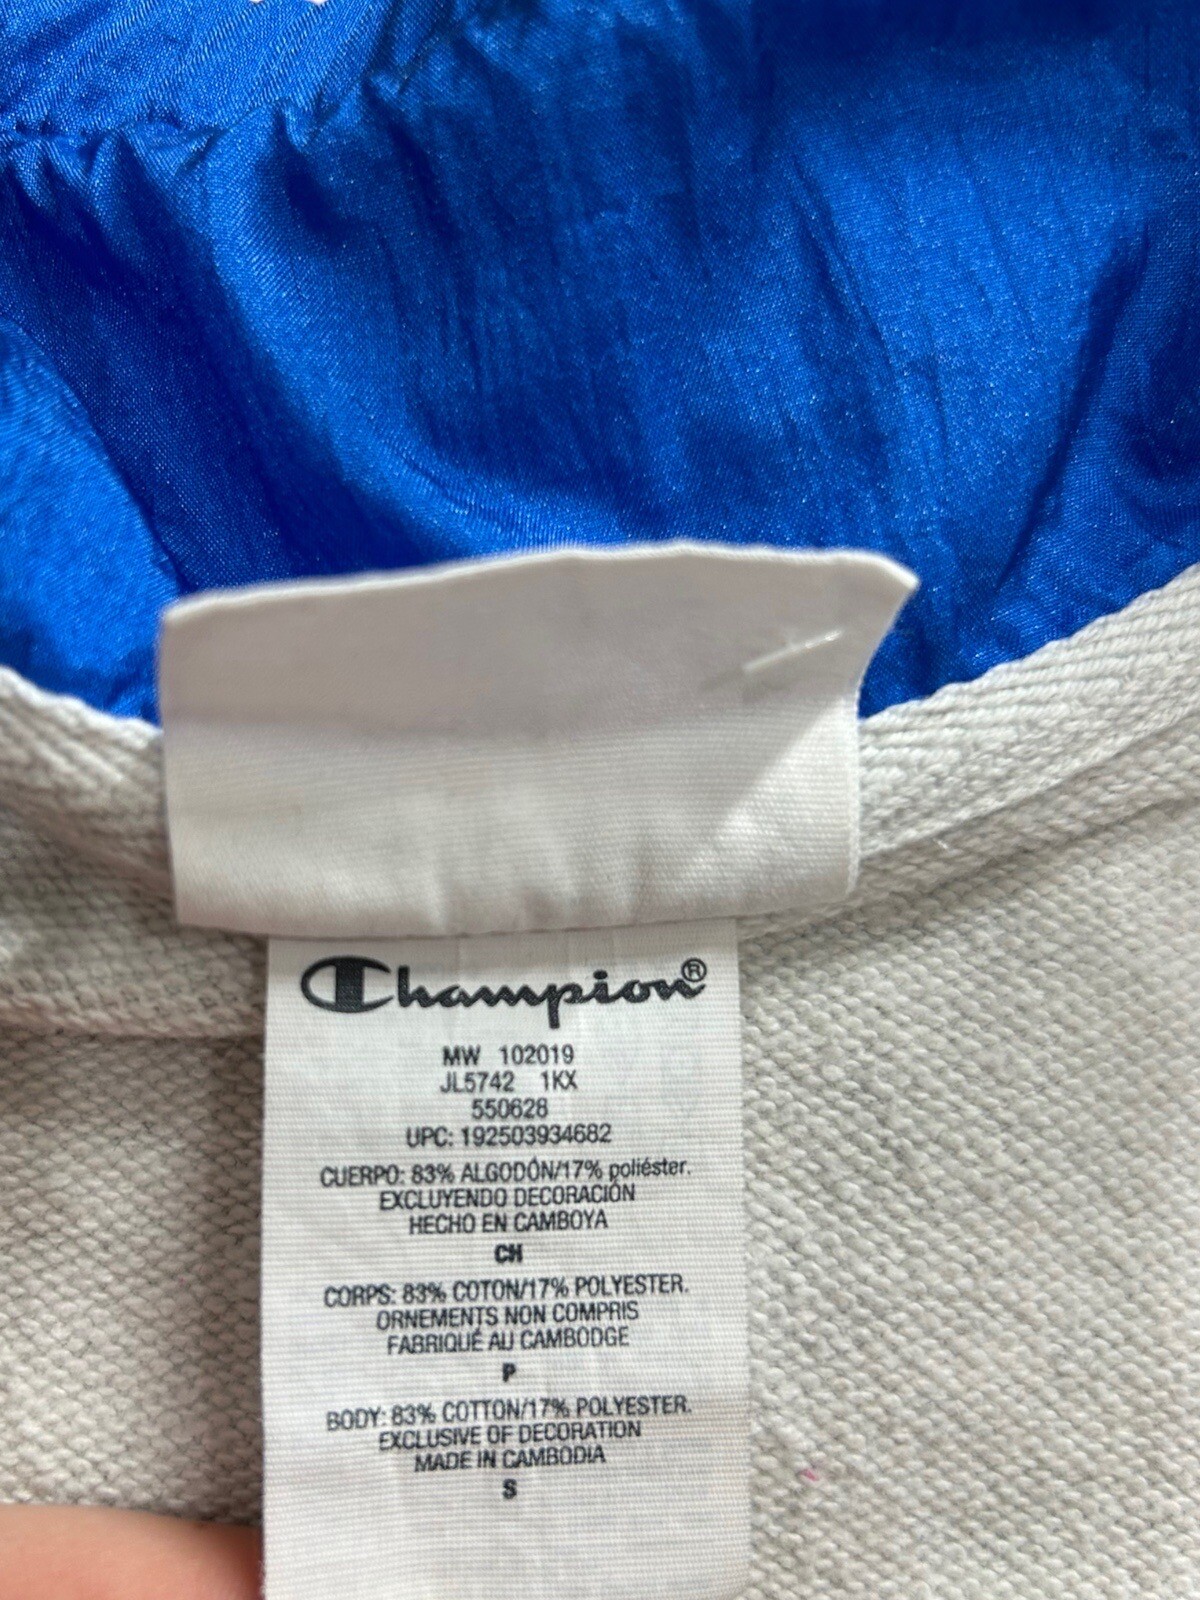 Champion®
MW 102019
JL5742 1KX
550628
UPC: 192503934682
CUERPO: 83% ALGODÓN/17% poliéster.
EXCLUYENDO DECORACIÓN
HECHO EN CAMBOYA
CH
CORPS: 83% COTON/17% POLYESTER.
ORNEMENTS NON COMPRIS
FABRIQUÉ AU CAMBODGE
P
BODY: 83% COTTON/17% POLYESTER.
EXCLUSIVE OF DECORATION
MADE IN CAMBODIA
S